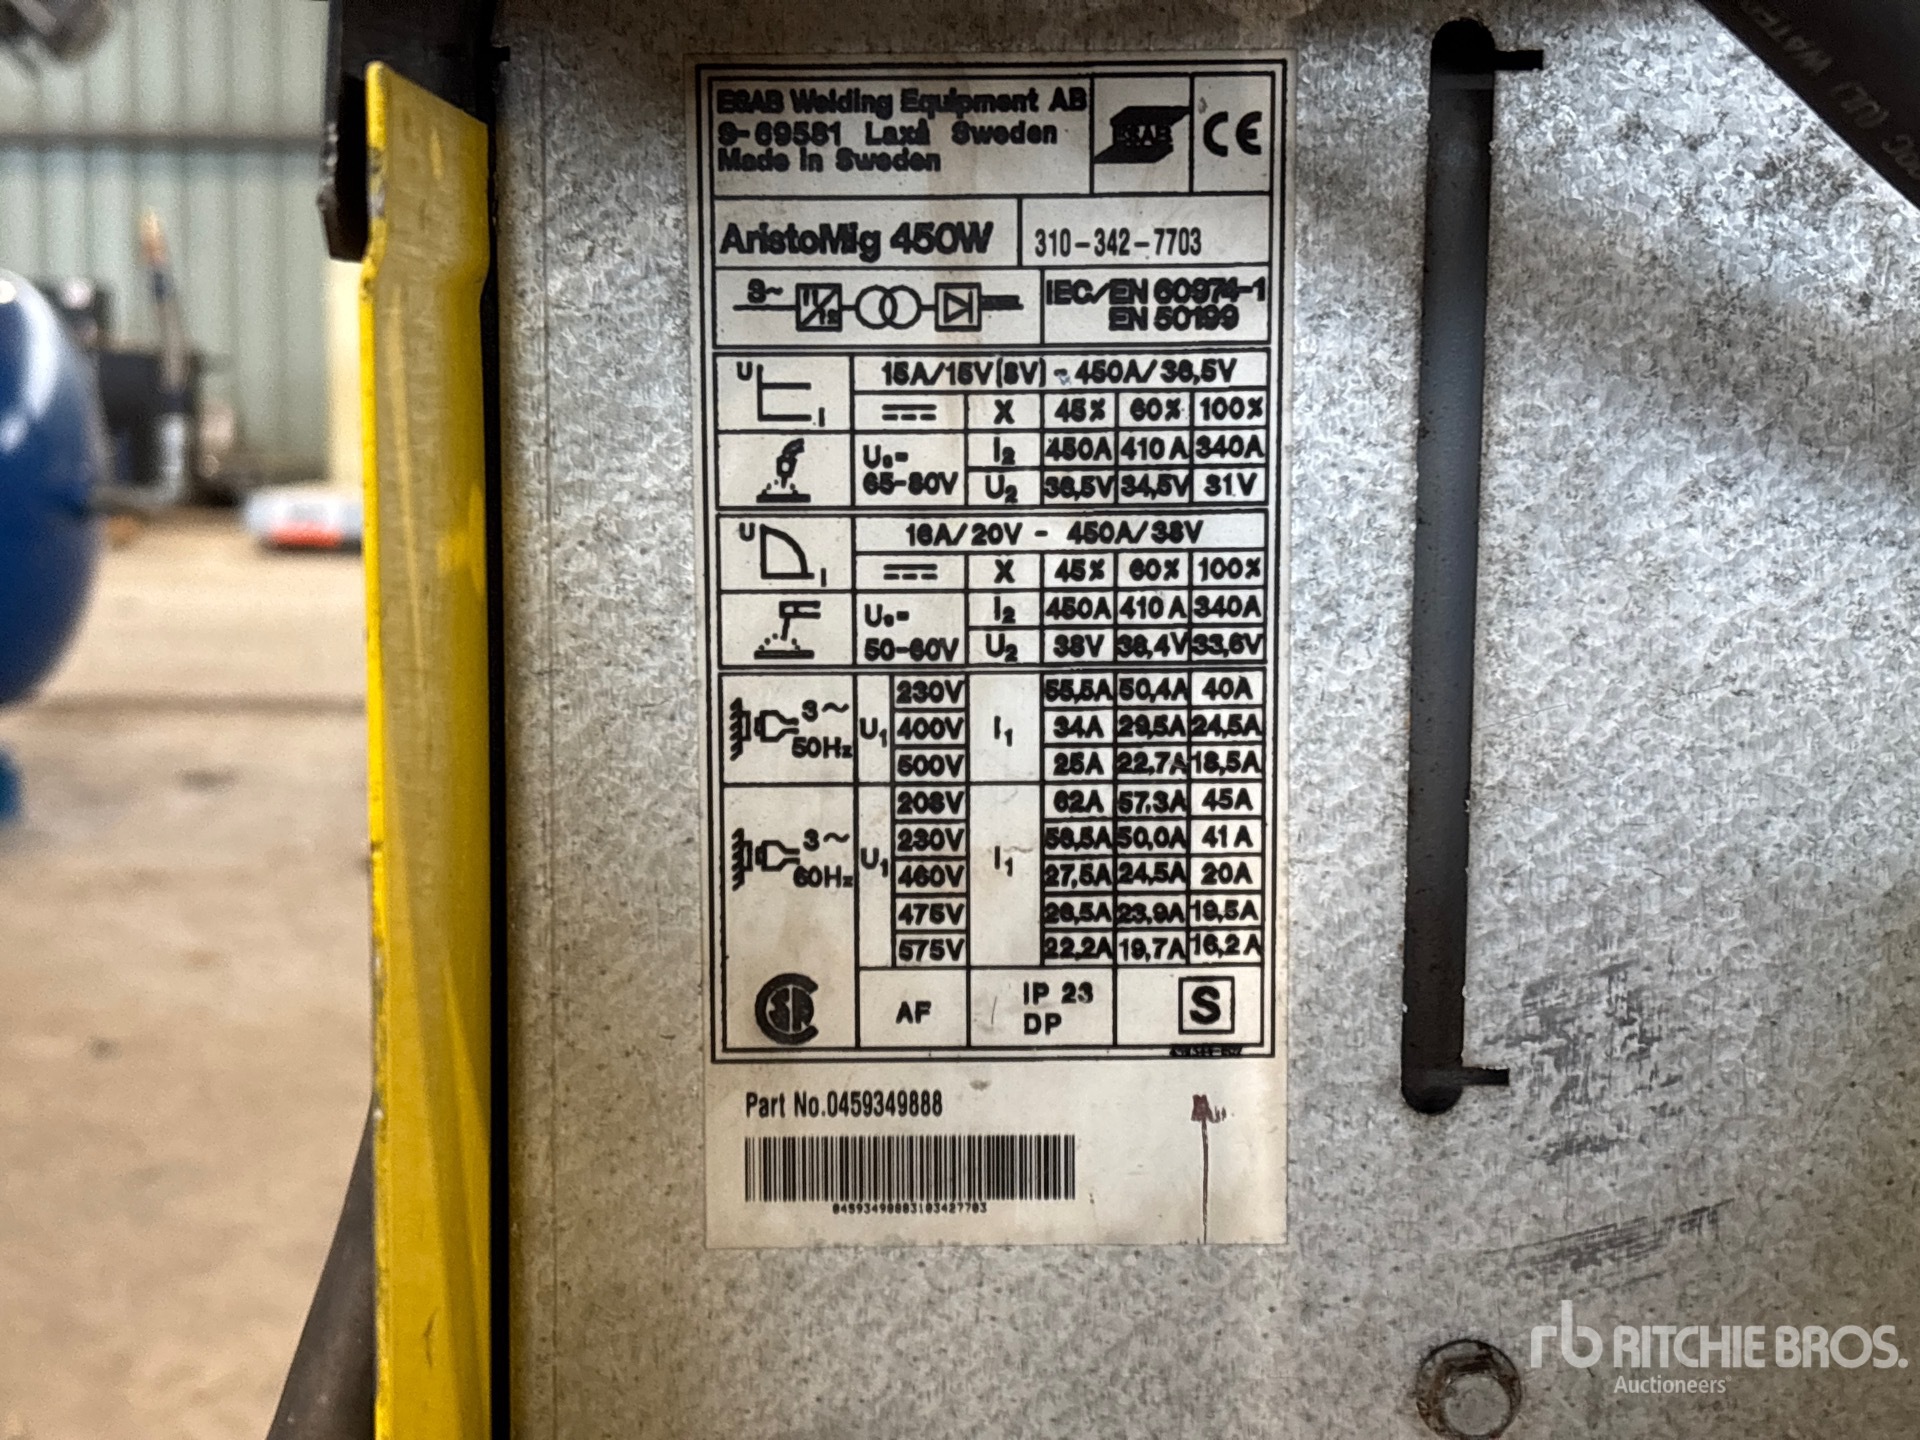 ESAB Welding Equipment AB
S-69581 Laxå Sweden
Made in Sweden
ESAB
CE
AristoMig 450W
310-342-7703
3~ f1 f2
IEC/EN 60974-1
EN 50199
U I
15A/15V(8V) - 450A/36,5V
X 45% 60% 100%
U₀=
65-80V
I₂ 450A 410A 340A
U₂ 36,5V 34,5V 31V
U I
16A/20V - 450A/38V
X 45% 60% 100%
U₀=
50-60V
I₂ 450A 410A 340A
U₂ 38V 36,4V 33,6V
3~
50Hz
U₁
I₁
230V 55,5A 50,4A 40A
400V 34A 29,5A 24,5A
500V 25A 22,7A 18,5A
3~
60Hz
U₁
I₁
208V 62A 57.3A 45A
230V 56,5A 50,0A 41A
460V 27,5A 24,5A 20A
475V 26,5A 23,9A 19,5A
575V 22,2A 19,7A 16,2A
AF
IP 23
DP
S
Part No.0459349888
04593498883103427703
rb RITCHIE BROS.
Auctioneers